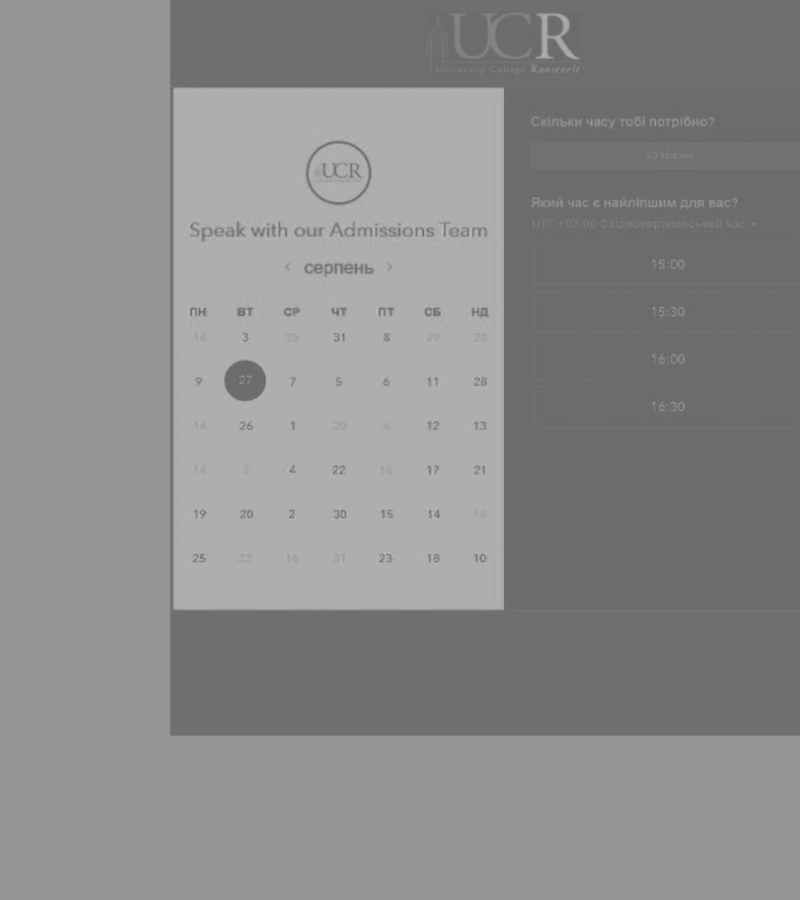 UCR
University College Roosevelt
UCR
Speak with our Admissions Team
< серпень >
ПН ВТ СР ЧТ ПТ СБ НД
14 3 25 31 8 29 23
9 27 7 5 6 11 28
14 26 1 20 6 12 13
14 3 4 22 16 17 21
19 20 2 30 15 14
25 22 16 31 23 18 10
Скільки часу тобі потрібно?
30 хвилин
Який час є найліпшим для вас?
UTC +03:00 Східноєвропейський час
15:00
15:30
16:00
16:30